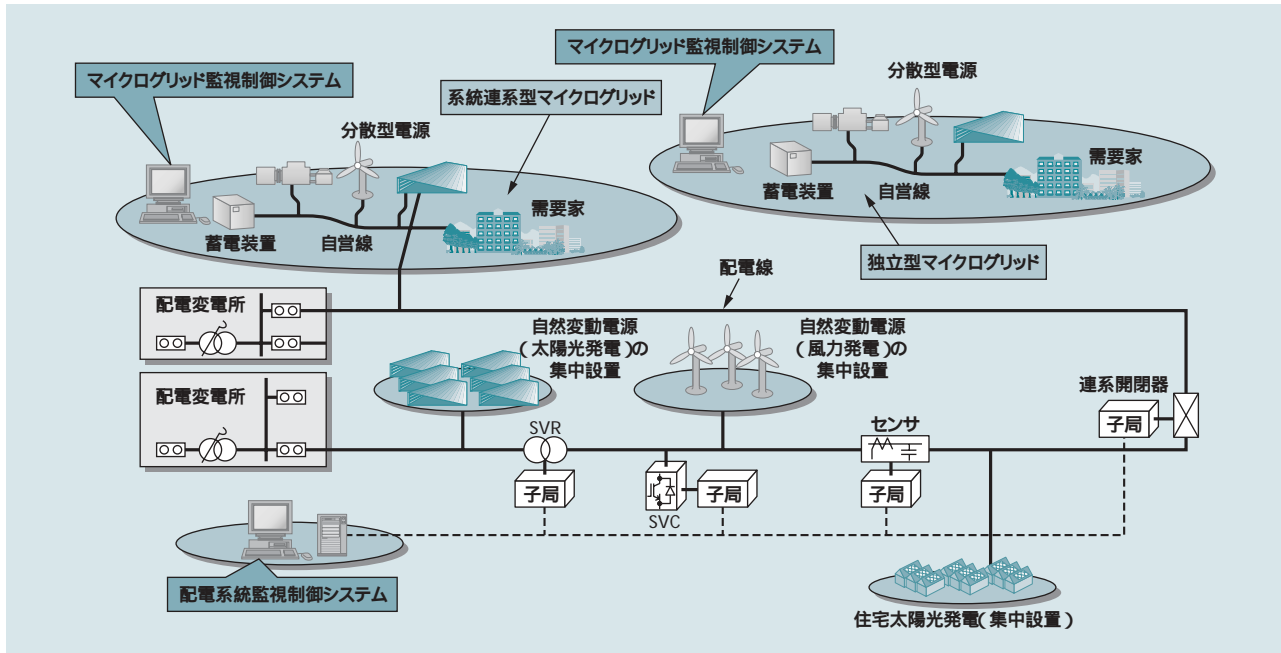 マイクログリッド監視制御システム
マイクログリッド監視制御システム
系統連系型マイクログリッド
分散型電源
分散型電源
需要家
蓄電装置
自営線
需要家
蓄電装置
自営線
独立型マイクログリッド
配電線
配電変電所
自然変動電源
(太陽光発電)の
集中設置
自然変動電源
(風力発電)の
集中設置
連系開閉器
子局
配電変電所
SVR
センサ
子局
子局
SVC
子局
配電系統監視制御システム
住宅太陽光発電(集中設置)